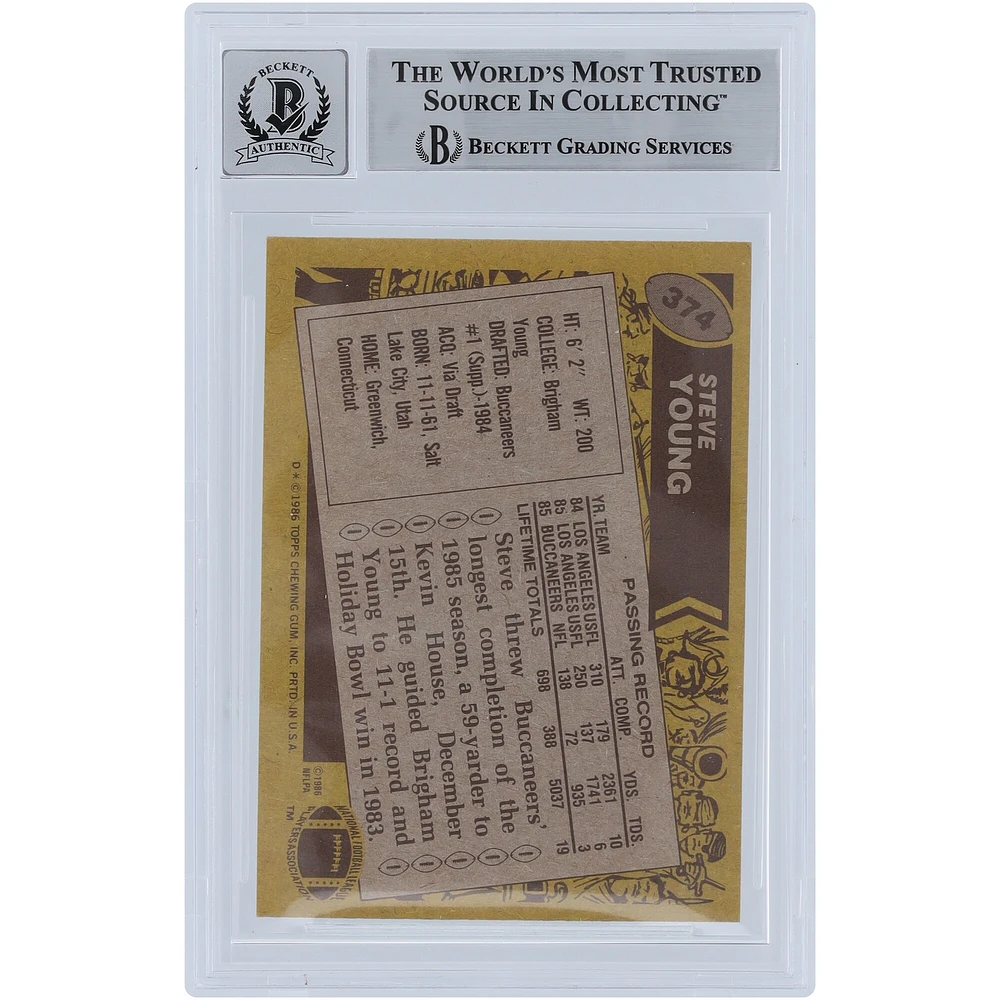 BECKETT
B
AUTHENTIC
THE WORLD'S MOST TRUSTED
SOURCE IN COLLECTING™
B BECKETT GRADING SERVICES
374
STEVE
YOUNG
HT: 6' 2" WT: 200
COLLEGE: Brigham
Young
DRAFTED: Buccaneers
#1 (Supp.)-1984
ACQ: Via Draft
BORN: 11-11-61, Salt
Lake City, Utah
HOME: Greenwich,
Connecticut
PASSING RECORD
YR. TEAM ATT. COMP. YDS. TDS.
84 LOS ANGELES USFL 310 179 2361 10
85 LOS ANGELES USFL 250 137 1741 6
85 BUCCANEERS NFL 138 72 935 3
LIFETIME TOTALS 698 388 5037 19
Steve threw Buccaneers'
longest completion of the
1985 season, a 59-yarder to
Kevin House, December
15th. He guided Brigham
Young to 11-1 record and
Holiday Bowl win in 1983.
D * © 1986 TOPPS CHEWING GUM, INC. PRTD. IN U.S.A.
© 1986
NFLPA
NATIONAL FOOTBALL LEAGUE
PLAYERS ASSOCIATION
TM